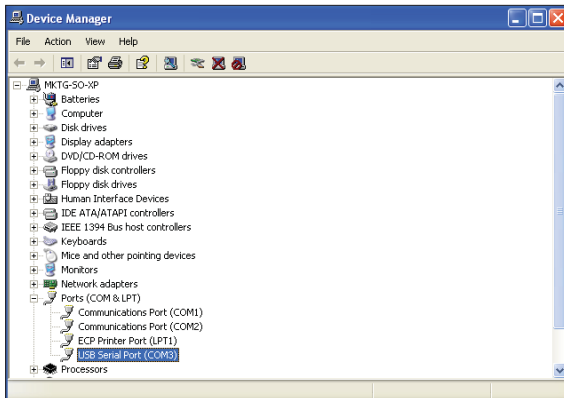 Device Manager
File Action View Help
MKTG-SO-XP
Batteries
Computer
Disk drives
Display adapters
DVD/CD-ROM drives
Floppy disk controllers
Floppy disk drives
Human Interface Devices
IDE ATA/ATAPI controllers
IEEE 1394 Bus host controllers
Keyboards
Mice and other pointing devices
Monitors
Network adapters
Ports (COM & LPT)
Communications Port (COM1)
Communications Port (COM2)
ECP Printer Port (LPT1)
USB Serial Port (COM3)
Processors